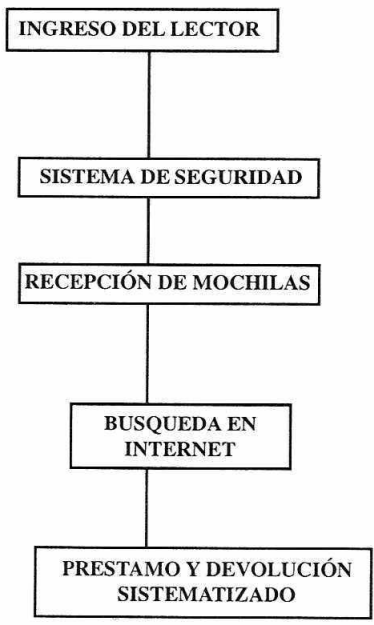 INGRESO DEL LECTOR
SISTEMA DE SEGURIDAD
RECEPCIÓN DE MOCHILAS
BUSQUEDA EN
INTERNET
PRESTAMO Y DEVOLUCIÓN
SISTEMATIZADO